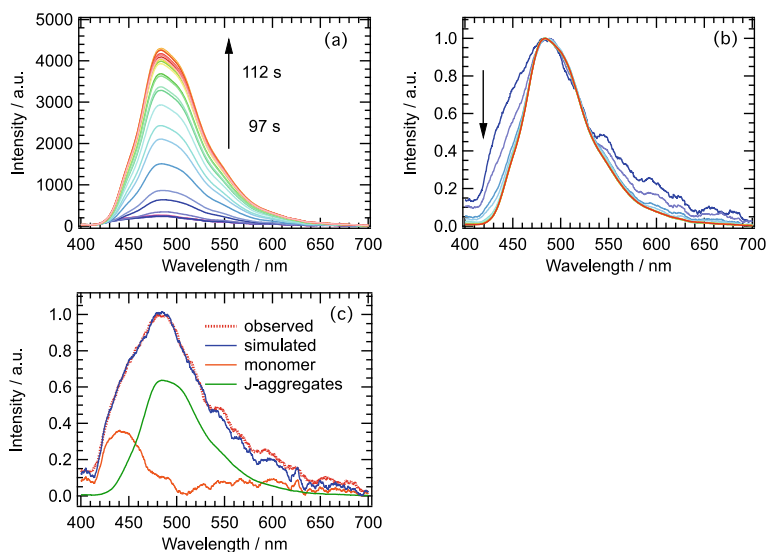 (a)
5000
4000
3000
2000
1000
0
Intensity / a.u.
112 s
97 s
400 450 500 550 600 650 700
Wavelength / nm
(b)
1.0
0.8
0.6
0.4
0.2
0.0
Intensity / a.u.
400 450 500 550 600 650 700
Wavelength / nm
(c)
1.0
0.8
0.6
0.4
0.2
0.0
Intensity / a.u.
observed
simulated
monomer
J-aggregates
400 450 500 550 600 650 700
Wavelength / nm